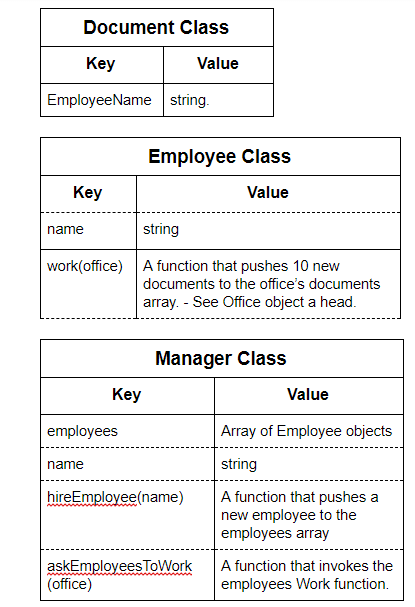 Document Class
Key Value
EmployeeName string.
Employee Class
Key Value
name string
work(office) A function that pushes 10 new
documents to the office’s documents
array. - See Office object a head.
Manager Class
Key Value
employees Array of Employee objects
name string
hireEmployee(name) A function that pushes a
new employee to the
employees array
askEmployeesToWork A function that invokes the
(office) employees Work function.